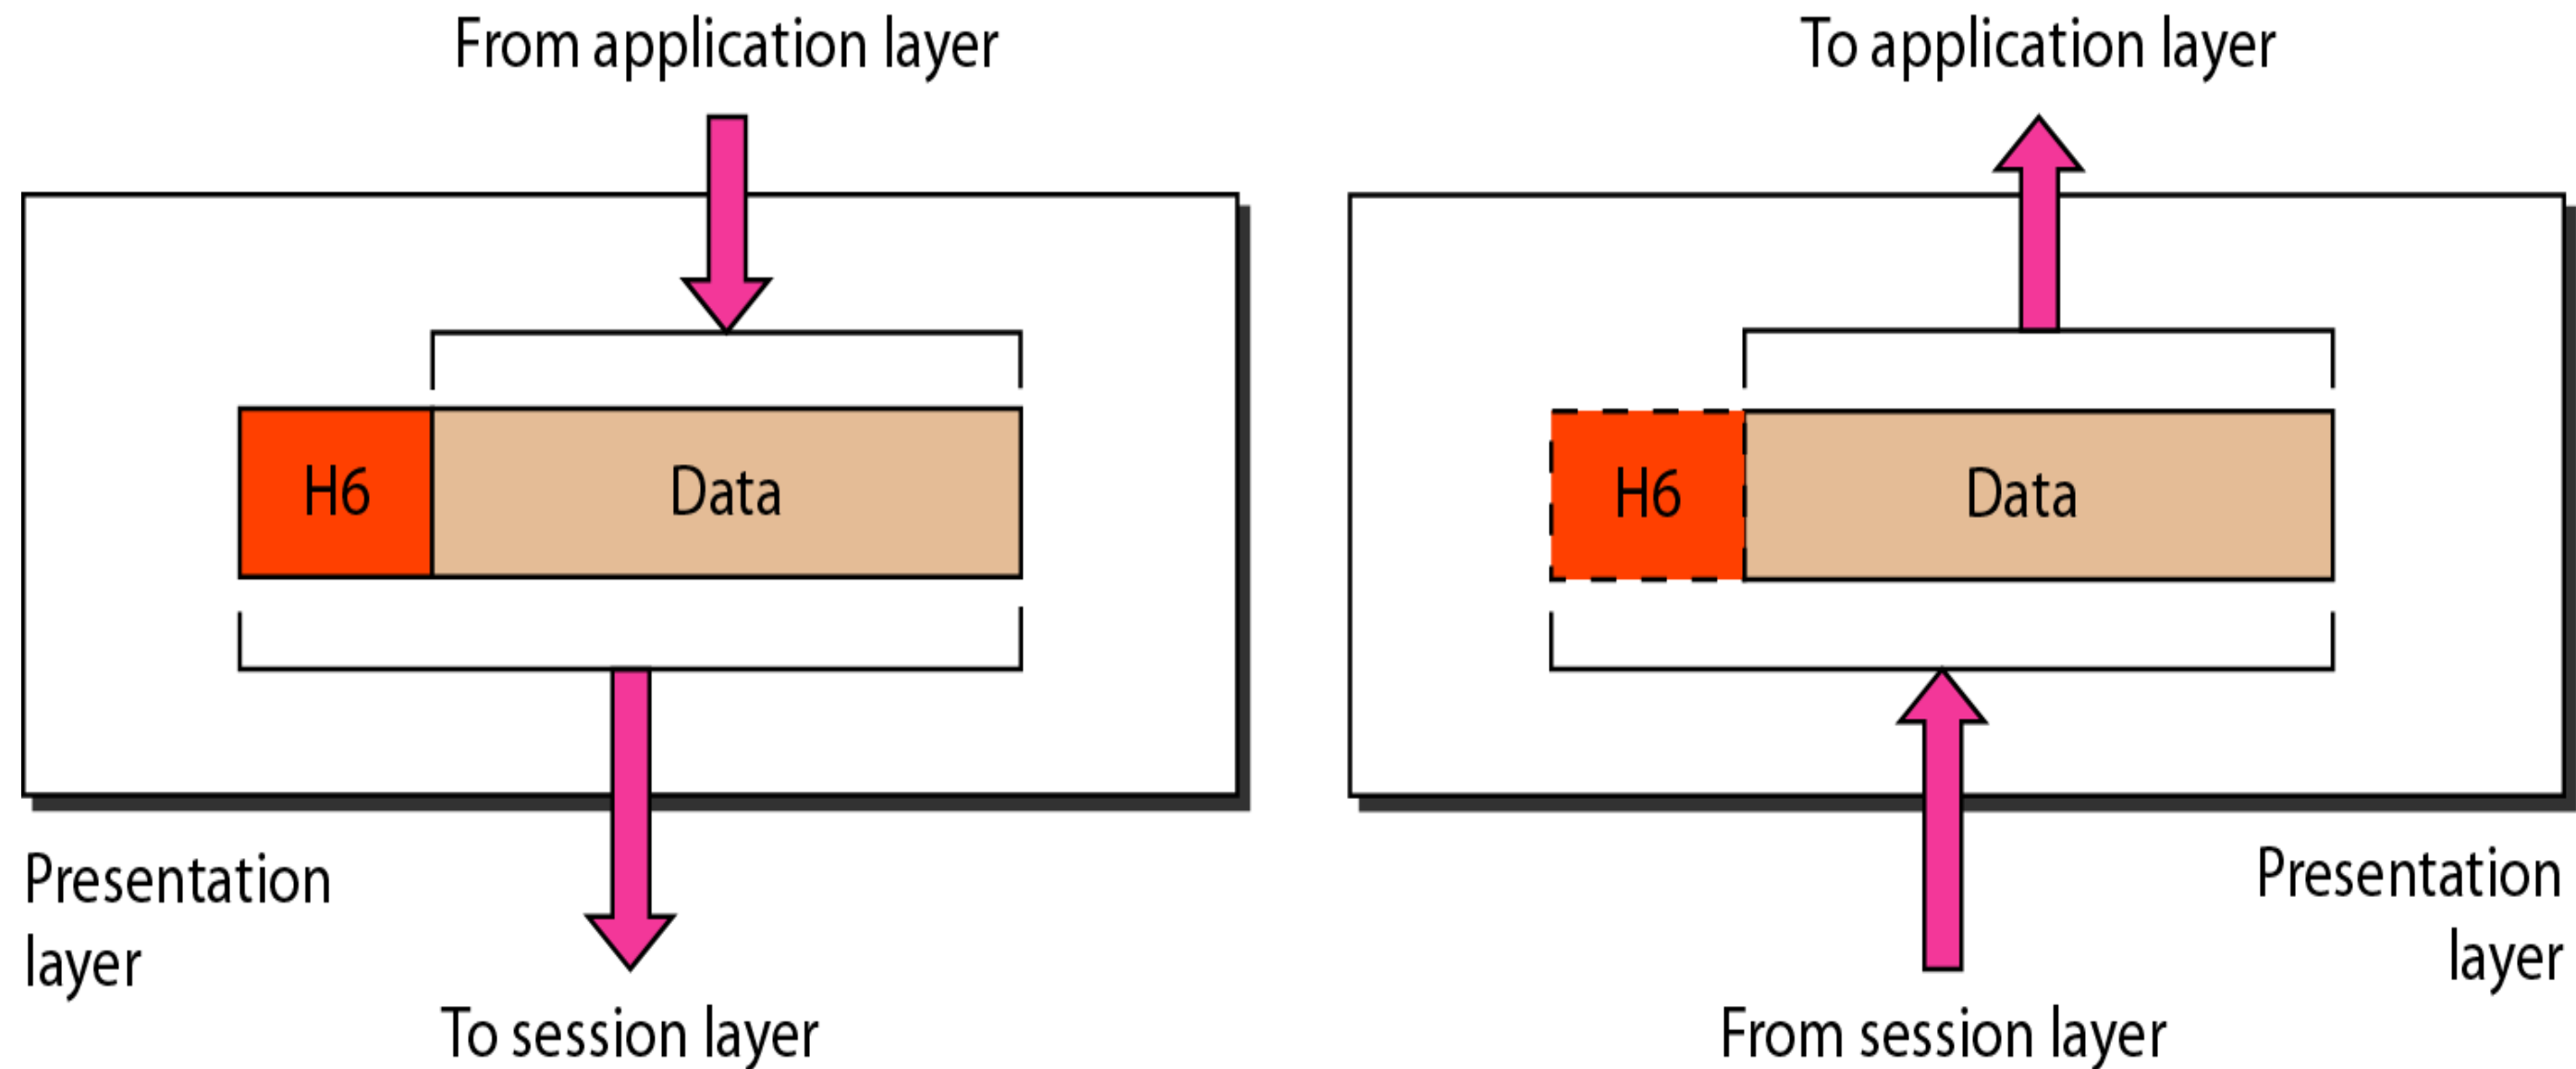 From application layer
To application layer
H6
Data
H6
Data
Presentation
layer
Presentation
layer
To session layer
From session layer